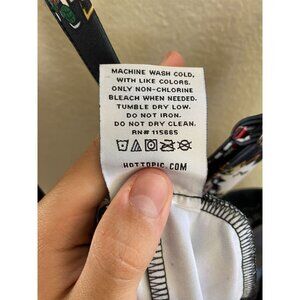 MACHINE WASH COLD,
WITH LIKE COLORS.
ONLY NON-CHLORINE
BLEACH WHEN NEEDED.
TUMBLE DRY LOW.
DO NOT IRON.
DO NOT DRY CLEAN.
RN# 115665
HOTTOPIC.COM